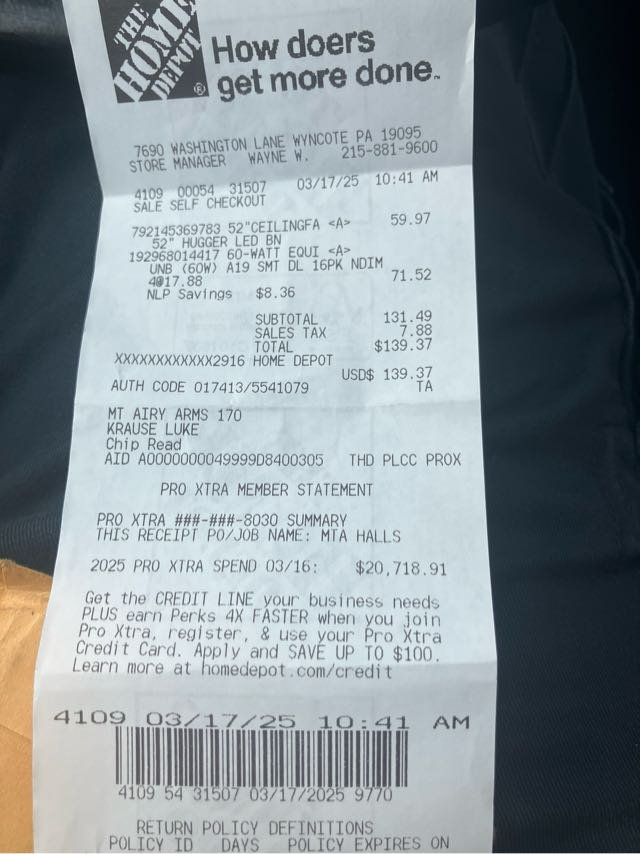 THE
HOME
DEPOT®
How doers
get more done™
7690 WASHINGTON LANE WYNCOTE PA 19095
STORE MANAGER WAYNE W. 215-881-9600
4109 00054 31507 03/17/25 10:41 AM
SALE SELF CHECKOUT
792145369783 52"CEILINGFA <A> 59.97
52" HUGGER LED BN
192968014417 60-WATT EQUI <A>
UNB (60W) A19 SMT DL 16PK NDIM
4@17.88 71.52
NLP Savings $8.36
SUBTOTAL 131.49
SALES TAX 7.88
TOTAL $139.37
XXXXXXXXXXXX2916 HOME DEPOT
USD$ 139.37
AUTH CODE 017413/5541079 TA
MT AIRY ARMS 170
KRAUSE LUKE
Chip Read
AID A0000000049999D8400305 THD PLCC PROX
PRO XTRA MEMBER STATEMENT
PRO XTRA ###-###-8030 SUMMARY
THIS RECEIPT PO/JOB NAME: MTA HALLS
2025 PRO XTRA SPEND 03/16: $20,718.91
Get the CREDIT LINE your business needs
PLUS earn Perks 4X FASTER when you join
Pro Xtra, register, & use your Pro Xtra
Credit Card. Apply and SAVE UP TO $100.
Learn more at homedepot.com/credit
4109 03/17/25 10:41 AM
4109 54 31507 03/17/2025 9770
RETURN POLICY DEFINITIONS
POLICY ID DAYS POLICY EXPIRES ON